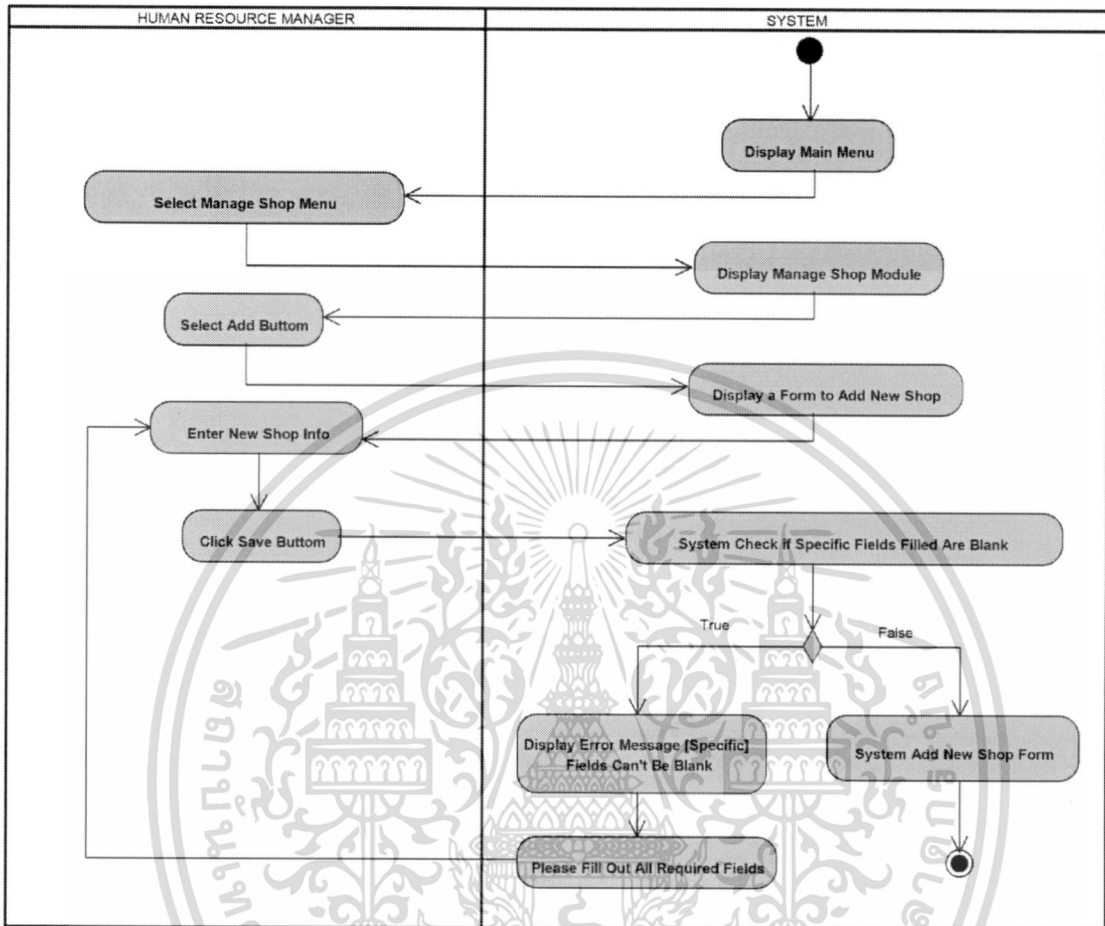 HUMAN RESOURCE MANAGER
SYSTEM
Display Main Menu
Select Manage Shop Menu
Display Manage Shop Module
Select Add Buttom
Display a Form to Add New Shop
Enter New Shop Info
Click Save Buttom
System Check if Specific Fields Filled Are Blank
True
False
Display Error Message [Specific]
Fields Can't Be Blank
System Add New Shop Form
Please Fill Out All Required Fields